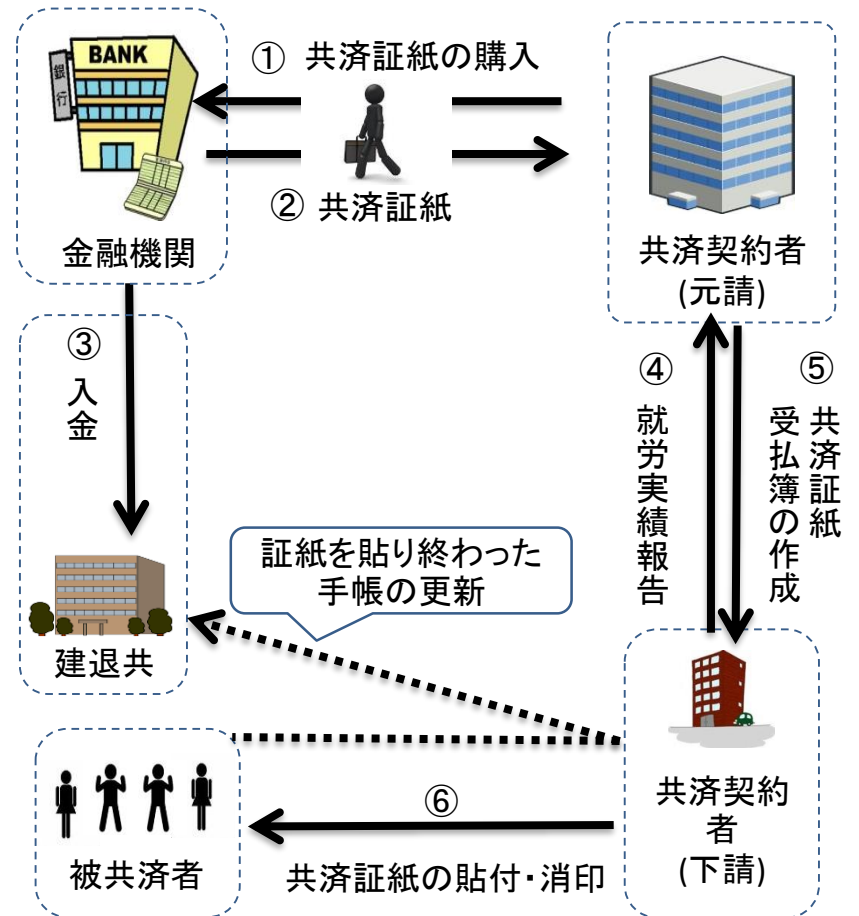 BANK
銀行
① 共済証紙の購入
② 共済証紙
金融機関
共済契約者
(元請)
③
入金
④
就労実績報告
⑤
共済証紙
受払簿の作成
証紙を貼り終わった
手帳の更新
建退共
⑥
共済証紙の貼付・消印
被共済者
共済契約
者
(下請)